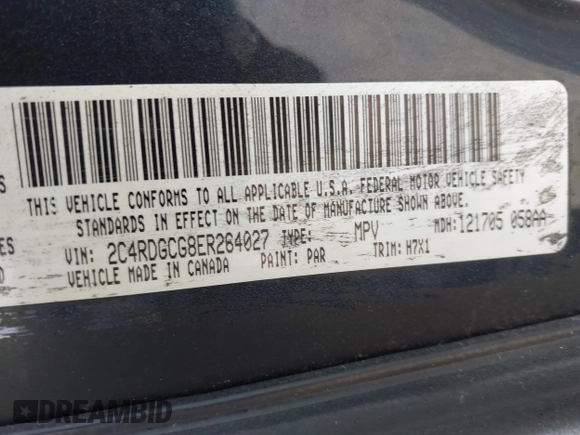 S
THIS VEHICLE CONFORMS TO ALL APPLICABLE U.S.A. FEDERAL MOTOR VEHICLE SAFETY
STANDARDS IN EFFECT ON THE DATE OF MANUFACTURE SHOWN ABOVE.
ES VIN: 2C4RDGCG8ER264027 TYPE: MPV MDH: 121705 058AA
VEHICLE MADE IN CANADA PAINT: PAR TRIM: H7X1
DREAMBID